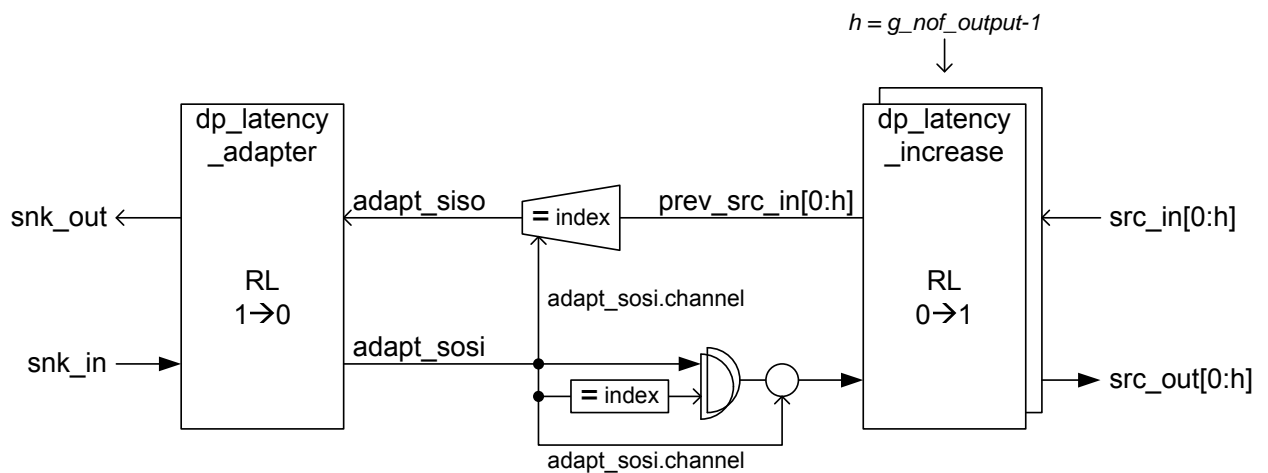 h = g_nof_output-1
dp_latency
_adapter
dp_latency
_increase
adapt_siso
= index
prev_src_in[0:h]
snk_out
src_in[0:h]
RL
1→0
adapt_sosi.channel
RL
0→1
snk_in
adapt_sosi
src_out[0:h]
= index
adapt_sosi.channel